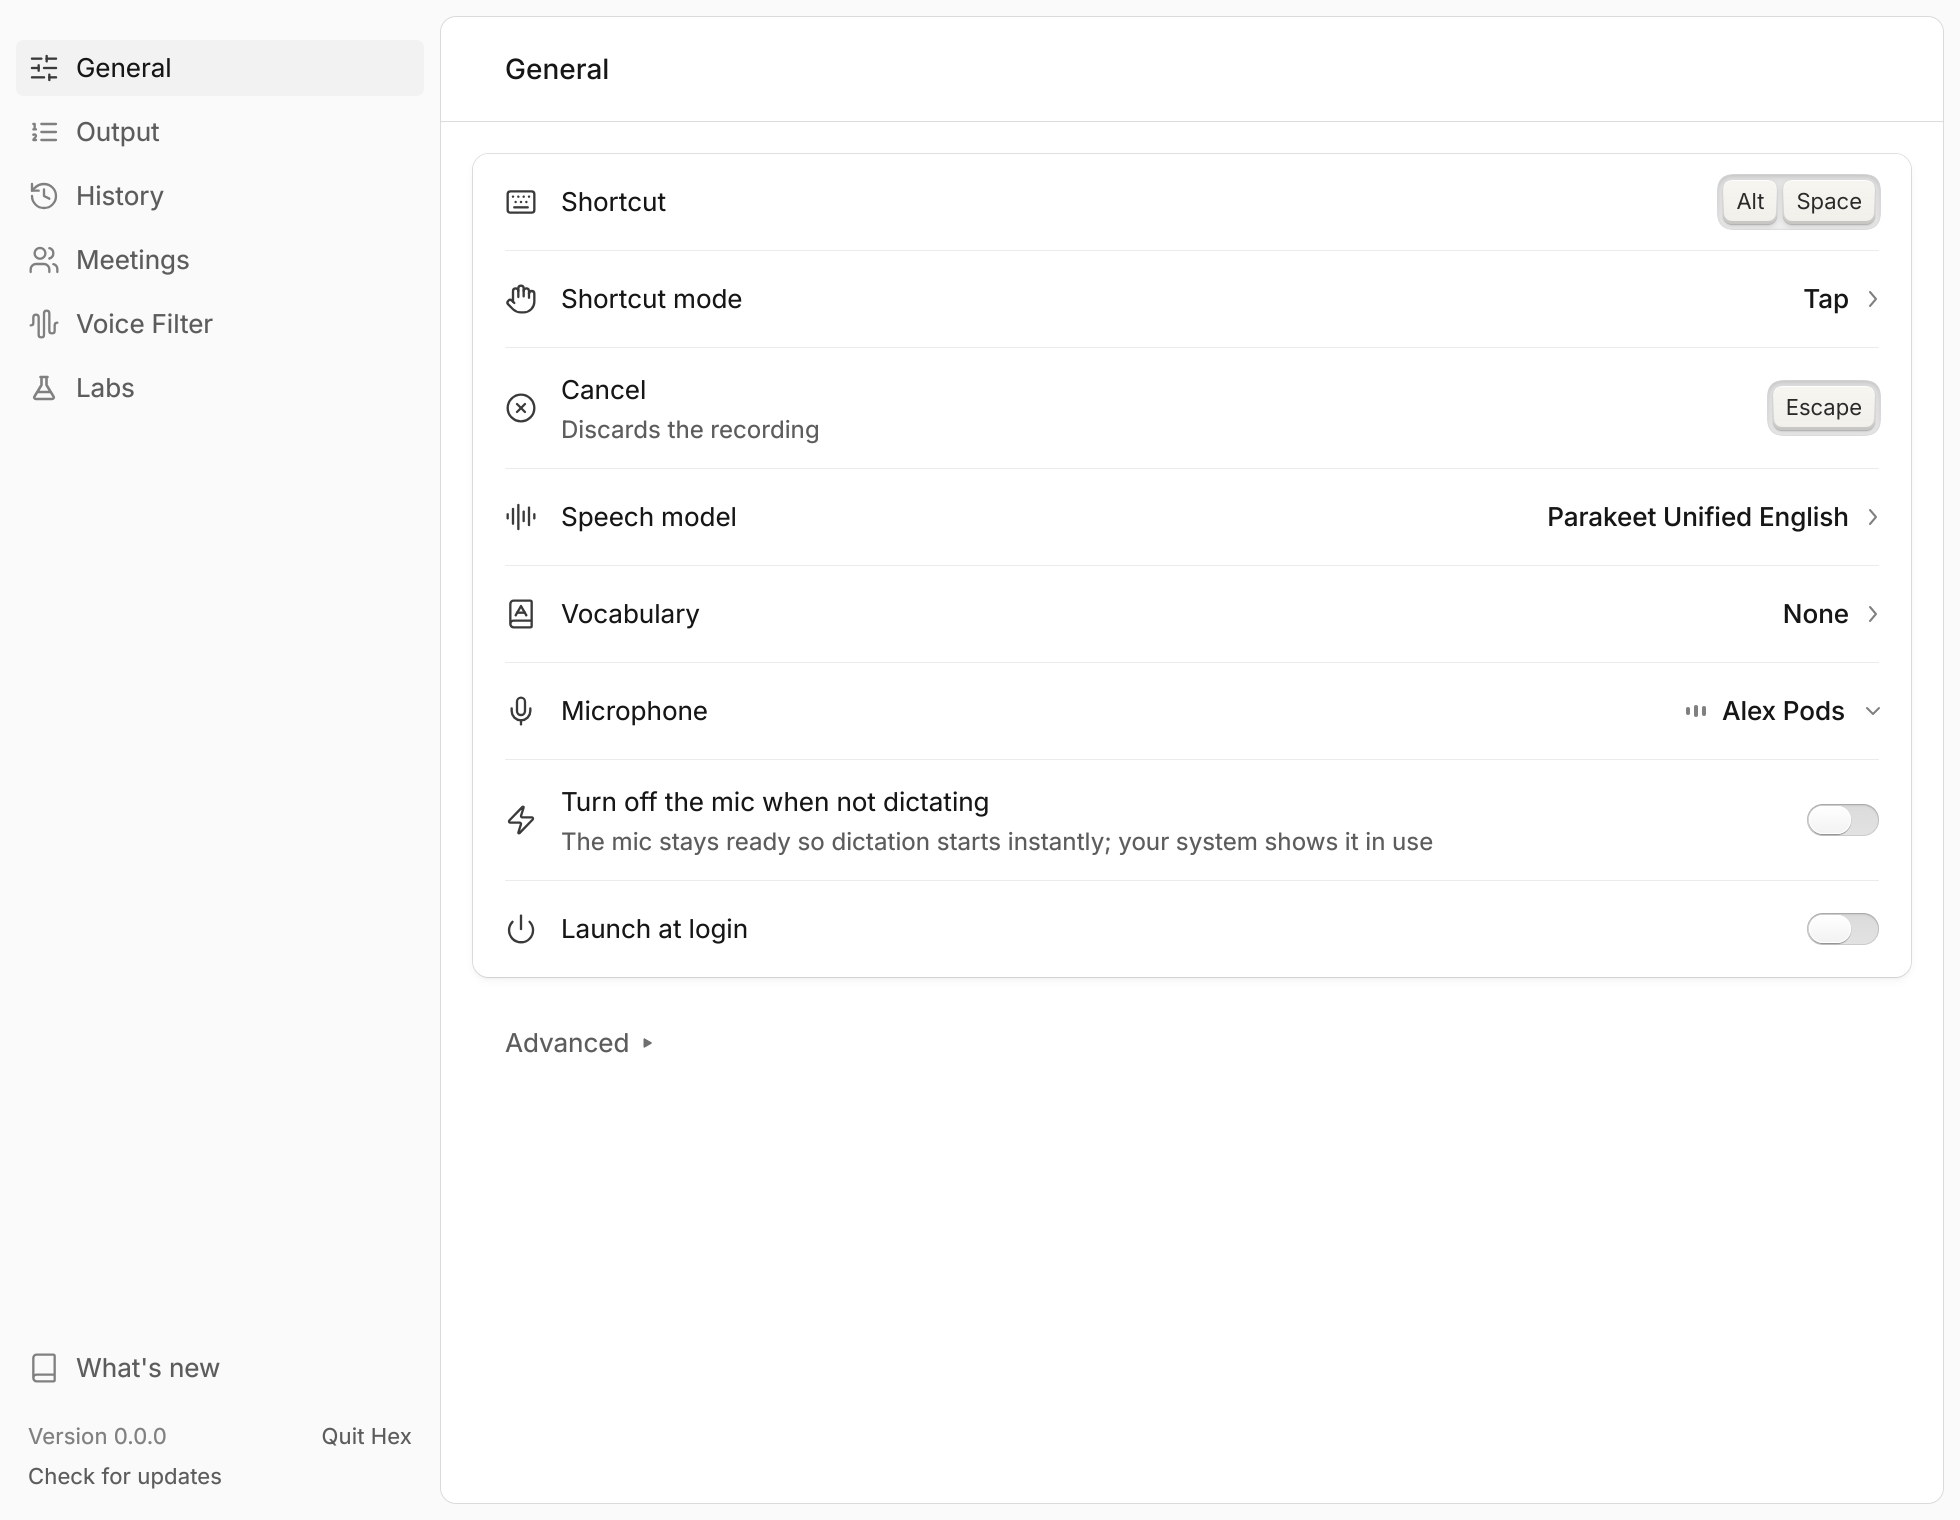 General
Output
History
Meetings
Voice Filter
Labs
What's new
Version 0.0.0
Quit Hex
Check for updates
General
Shortcut
Alt Space
Shortcut mode
Tap
Cancel
Discards the recording
Escape
Speech model
Parakeet Unified English
Vocabulary
None
Microphone
Alex Pods
Turn off the mic when not dictating
The mic stays ready so dictation starts instantly; your system shows it in use
Launch at login
Advanced